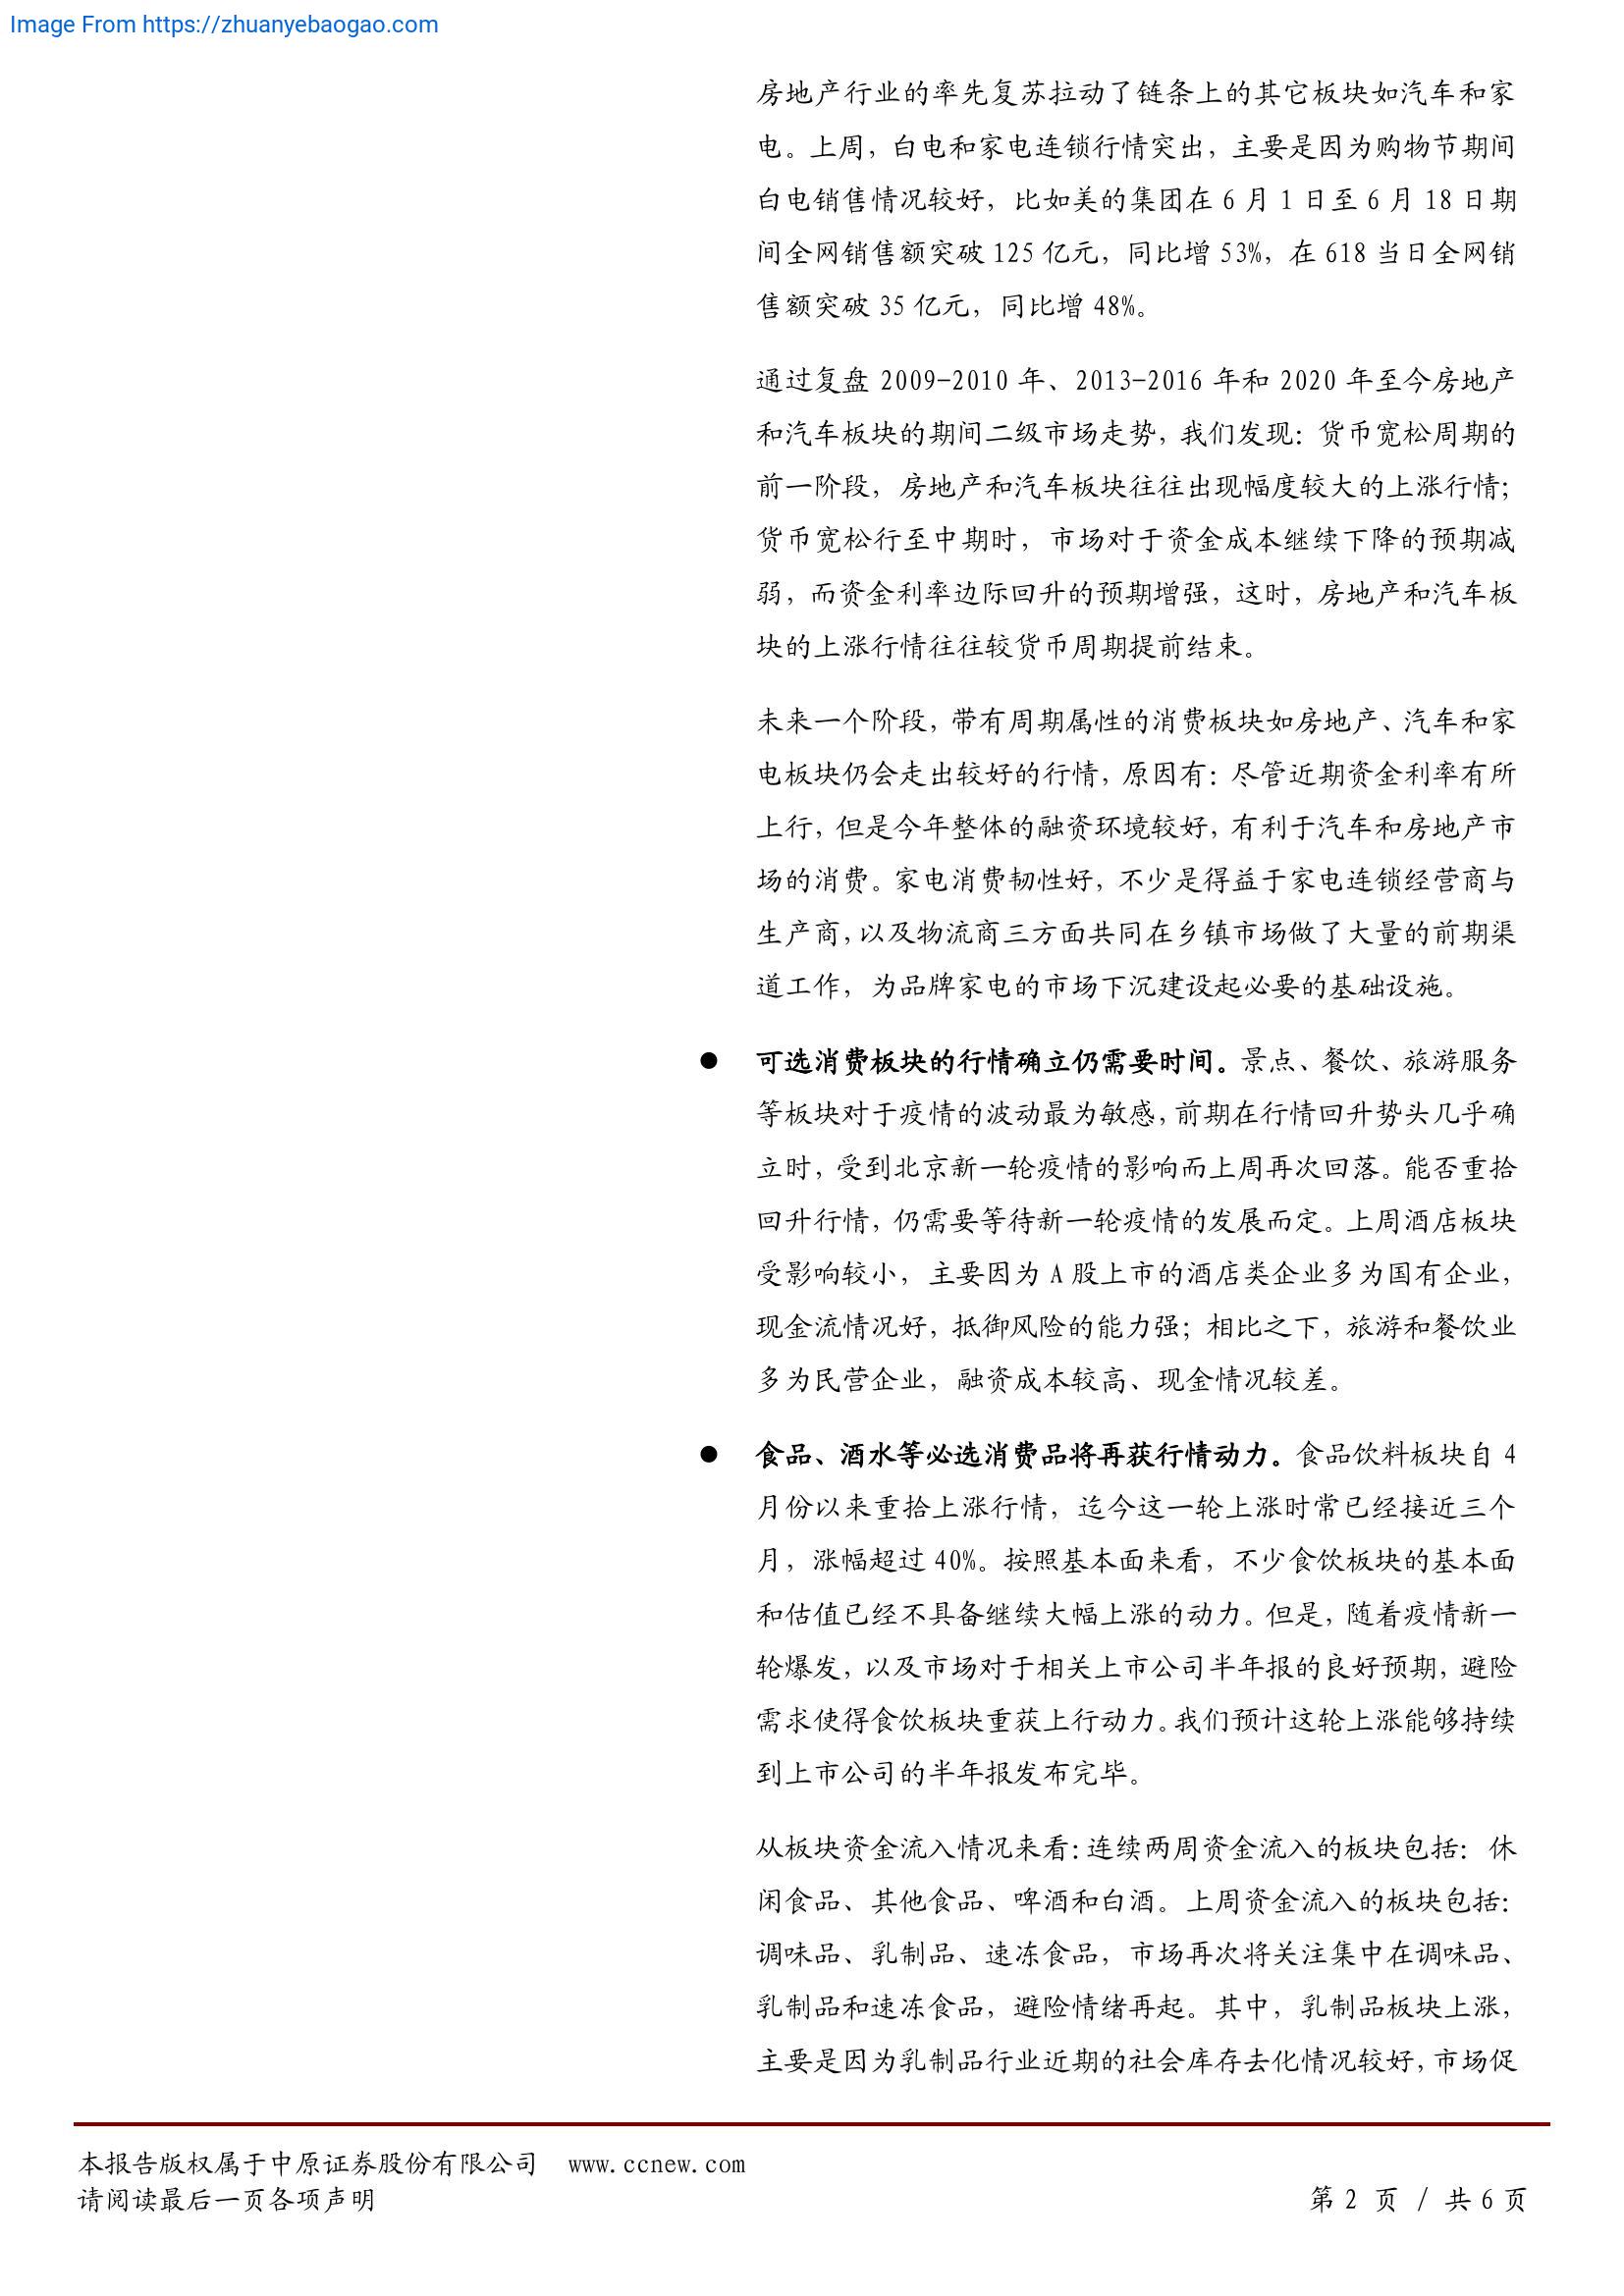 Image From https://zhuanyebaogao.com
房地产行业的率先复苏拉动了链条上的其它板块如汽车和家
电。上周，白电和家电连锁行情突出，主要是因为购物节期间
白电销售情况较好，比如美的集团在 6 月 1 日至 6 月 18 日期
间全网销售额突破 125 亿元，同比增 53%，在 618 当日全网销
售额突破 35 亿元，同比增 48%。
通过复盘 2009-2010 年、2013-2016 年和 2020 年至今房地产
和汽车板块的期间二级市场走势，我们发现：货币宽松周期的
前一阶段，房地产和汽车板块往往出现幅度较大的上涨行情；
货币宽松行至中期时，市场对于资金成本继续下降的预期减
弱，而资金利率边际回升的预期增强，这时，房地产和汽车板
块的上涨行情往往较货币周期提前结束。
未来一个阶段，带有周期属性的消费板块如房地产、汽车和家
电板块仍会走出较好的行情，原因有：尽管近期资金利率有所
上行，但是今年整体的融资环境较好，有利于汽车和房地产市
场的消费。家电消费韧性好，不少是得益于家电连锁经营商与
生产商，以及物流商三方面共同在乡镇市场做了大量的前期渠
道工作，为品牌家电的市场下沉建设起必要的基础设施。
● 可选消费板块的行情确立仍需要时间。景点、餐饮、旅游服务
等板块对于疫情的波动最为敏感，前期在行情回升势头几乎确
立时，受到北京新一轮疫情的影响而上周再次回落。能否重拾
回升行情，仍需要等待新一轮疫情的发展而定。上周酒店板块
受影响较小，主要因为 A 股上市的酒店类企业多为国有企业，
现金流情况好，抵御风险的能力强；相比之下，旅游和餐饮业
多为民营企业，融资成本较高、现金情况较差。
● 食品、酒水等必选消费品将再获行情动力。食品饮料板块自 4
月份以来重拾上涨行情，迄今这一轮上涨时常已经接近三个
月，涨幅超过 40%。按照基本面来看，不少食饮板块的基本面
和估值已经不具备继续大幅上涨的动力。但是，随着疫情新一
轮爆发，以及市场对于相关上市公司半年报的良好预期，避险
需求使得食饮板块重获上行动力。我们预计这轮上涨能够持续
到上市公司的半年报发布完毕。
从板块资金流入情况来看：连续两周资金流入的板块包括：休
闲食品、其他食品、啤酒和白酒。上周资金流入的板块包括：
调味品、乳制品、速冻食品，市场再次将关注集中在调味品、
乳制品和速冻食品，避险情绪再起。其中，乳制品板块上涨，
主要是因为乳制品行业近期的社会库存去化情况较好，市场促
本报告版权属于中原证券股份有限公司 www.ccnew.com
请阅读最后一页各项声明
第 2 页 / 共 6 页